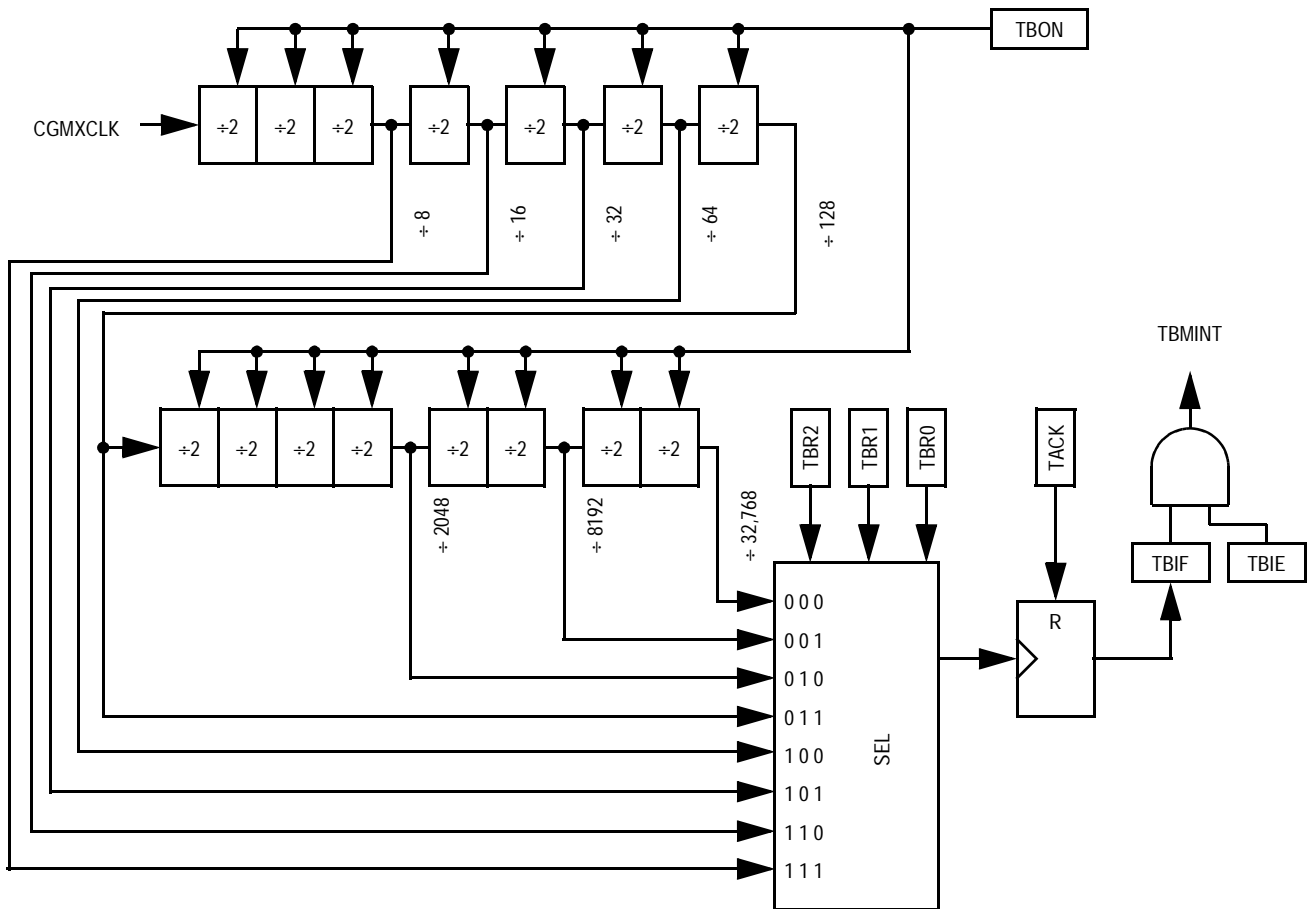 TBON
CGMXCLK
÷2 ÷2 ÷2 ÷2 ÷2 ÷2 ÷2
÷ 8
÷ 16
÷ 32
÷ 64
÷ 128
TBMINT
÷2 ÷2 ÷2 ÷2 ÷2 ÷2 ÷2 ÷2
TBR2
TBR1
TBR0
TACK
÷ 2048
÷ 8192
÷ 32,768
TBIF
TBIE
R
0 0 0
0 0 1
0 1 0
0 1 1
1 0 0
1 0 1
1 1 0
1 1 1
SEL